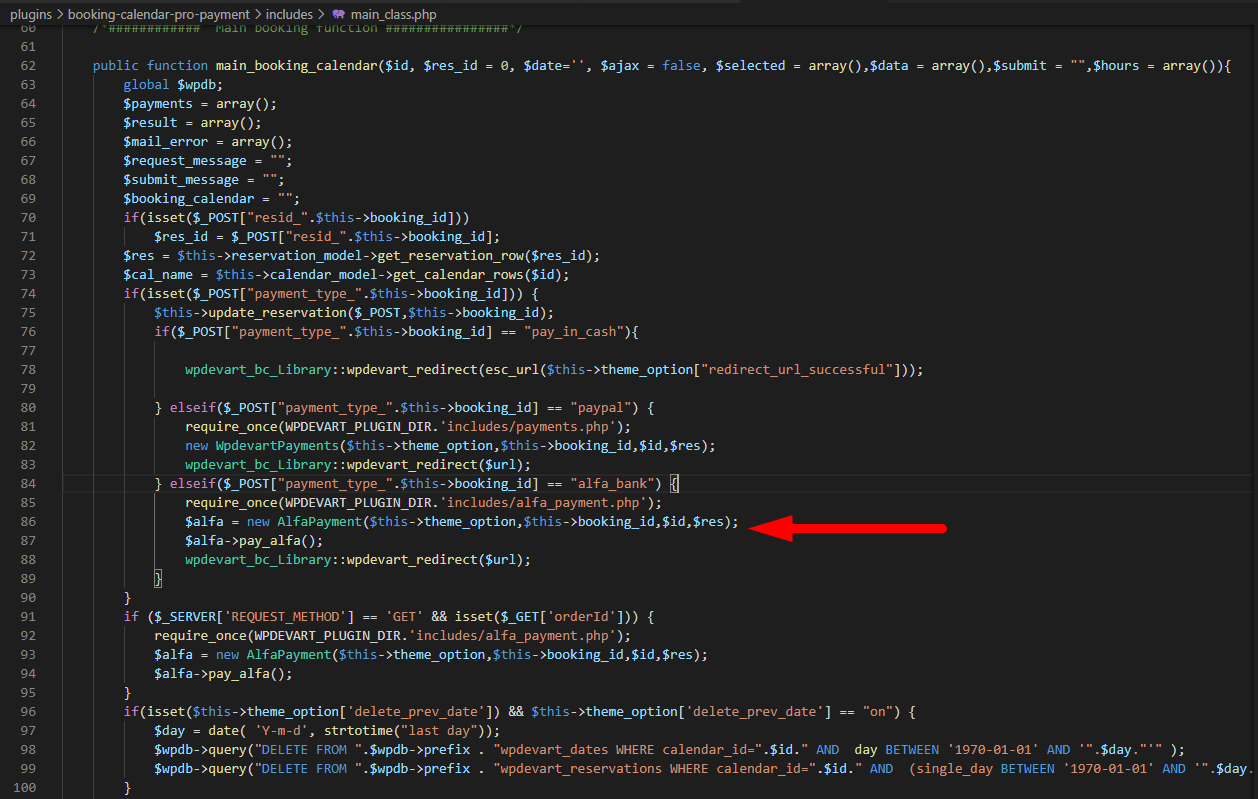 plugins > booking-calendar-pro-payment > includes > main_class.php
60 /*############ Main booking function ################*/
61
62 public function main_booking_calendar($id, $res_id = 0, $date='', $ajax = false, $selected = array(),$data = array(),$submit = "",$hours = array()){
63 global $wpdb;
64 $payments = array();
65 $result = array();
66 $mail_error = array();
67 $request_message = "";
68 $submit_message = "";
69 $booking_calendar = "";
70 if(isset($_POST["resid_".$this->booking_id]))
71 $res_id = $_POST["resid_".$this->booking_id];
72 $res = $this->reservation_model->get_reservation_row($res_id);
73 $cal_name = $this->calendar_model->get_calendar_rows($id);
74 if(isset($_POST["payment_type_".$this->booking_id])) {
75 $this->update_reservation($_POST,$this->booking_id);
76 if($_POST["payment_type_".$this->booking_id] == "pay_in_cash"){
77
78 wpdevart_bc_Library::wpdevart_redirect(esc_url($this->theme_option["redirect_url_successful"]));
79
80 } elseif($_POST["payment_type_".$this->booking_id] == "paypal") {
81 require_once(WPDEVART_PLUGIN_DIR.'includes/payments.php');
82 new WpdevartPayments($this->theme_option,$this->booking_id,$id,$res);
83 wpdevart_bc_Library::wpdevart_redirect($url);
84 } elseif($_POST["payment_type_".$this->booking_id] == "alfa_bank") {
85 require_once(WPDEVART_PLUGIN_DIR.'includes/alfa_payment.php');
86 $alfa = new AlfaPayment($this->theme_option,$this->booking_id,$id,$res);
87 $alfa->pay_alfa();
88 wpdevart_bc_Library::wpdevart_redirect($url);
89 }
90 }
91 if ($_SERVER['REQUEST_METHOD'] == 'GET' && isset($_GET['orderId'])) {
92 require_once(WPDEVART_PLUGIN_DIR.'includes/alfa_payment.php');
93 $alfa = new AlfaPayment($this->theme_option,$this->booking_id,$id,$res);
94 $alfa->pay_alfa();
95 }
96 if(isset($this->theme_option['delete_prev_date']) && $this->theme_option['delete_prev_date'] == "on") {
97 $day = date( 'Y-m-d', strtotime("last day"));
98 $wpdb->query("DELETE FROM ".$wpdb->prefix . "wpdevart_dates WHERE calendar_id=".$id." AND  day BETWEEN '1970-01-01' AND '".$day."'" );
99 $wpdb->query("DELETE FROM ".$wpdb->prefix . "wpdevart_reservations WHERE calendar_id=".$id." AND  (single_day BETWEEN '1970-01-01' AND '".$day.
100 }